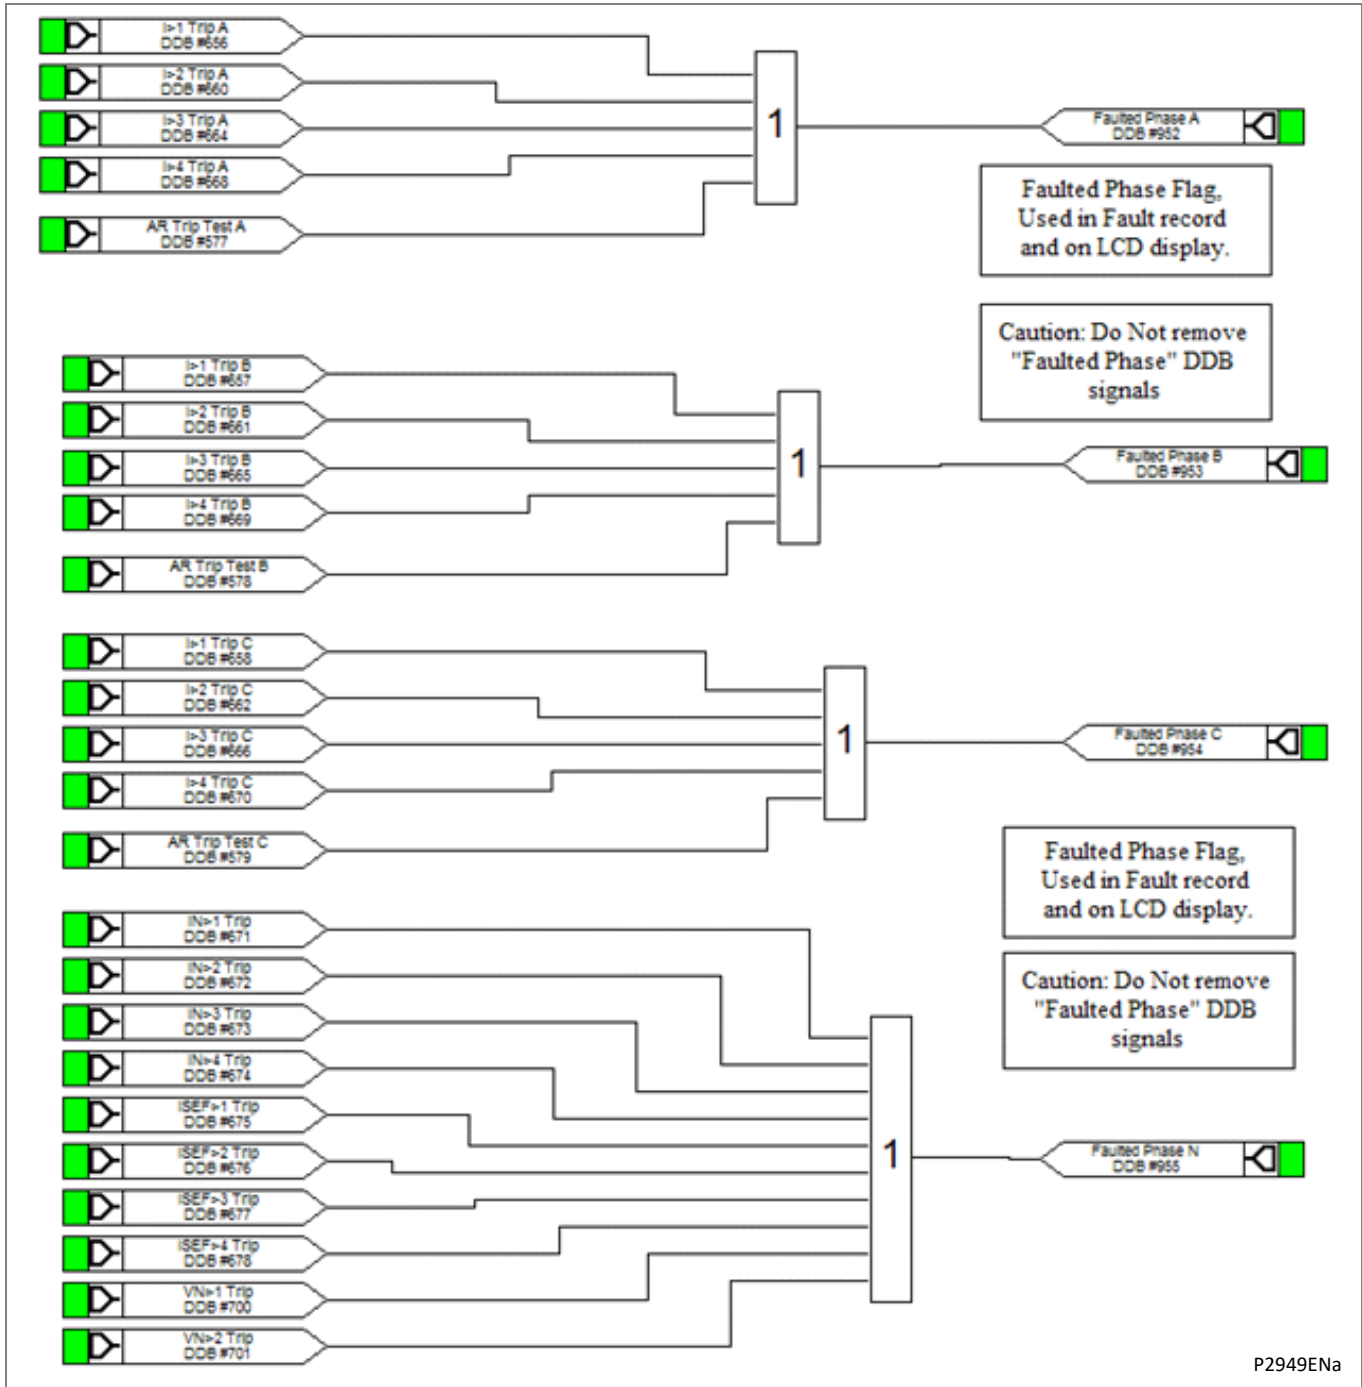 I>1 Trip A
DDB #656
I>2 Trip A
DDB #660
I>3 Trip A
DDB #664
I>4 Trip A
DDB #668
AR Trip Test A
DDB #577
1
Faulted Phase A
DDB #952
Faulted Phase Flag,
Used in Fault record
and on LCD display.
Caution: Do Not remove
"Faulted Phase" DDB
signals
I>1 Trip B
DDB #657
I>2 Trip B
DDB #661
I>3 Trip B
DDB #665
I>4 Trip B
DDB #669
AR Trip Test B
DDB #578
1
Faulted Phase B
DDB #953
I>1 Trip C
DDB #658
I>2 Trip C
DDB #662
I>3 Trip C
DDB #666
I>4 Trip C
DDB #670
AR Trip Test C
DDB #579
1
Faulted Phase C
DDB #954
Faulted Phase Flag,
Used in Fault record
and on LCD display.
Caution: Do Not remove
"Faulted Phase" DDB
signals
IN>1 Trip
DDB #671
IN>2 Trip
DDB #672
IN>3 Trip
DDB #673
IN>4 Trip
DDB #674
ISEF>1 Trip
DDB #675
ISEF>2 Trip
DDB #676
ISEF>3 Trip
DDB #677
ISEF>4 Trip
DDB #678
VN>1 Trip
DDB #700
VN>2 Trip
DDB #701
1
Faulted Phase N
DDB #955
P2949ENa